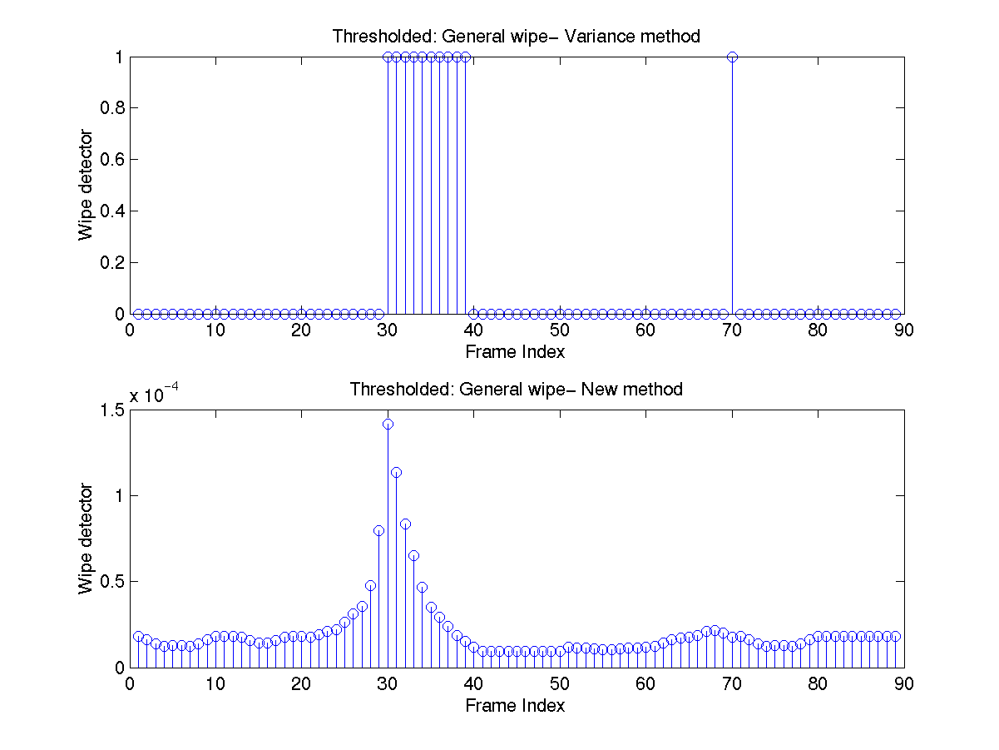 Thresholded: General wipe− Variance method
1
0.8
0.6
0.4
0.2
0
Wipe detector
0 10 20 30 40 50 60 70 80 90
Frame Index
Thresholded: General wipe− New method
x 10−4
1.5
1
0.5
0
Wipe detector
0 10 20 30 40 50 60 70 80 90
Frame Index